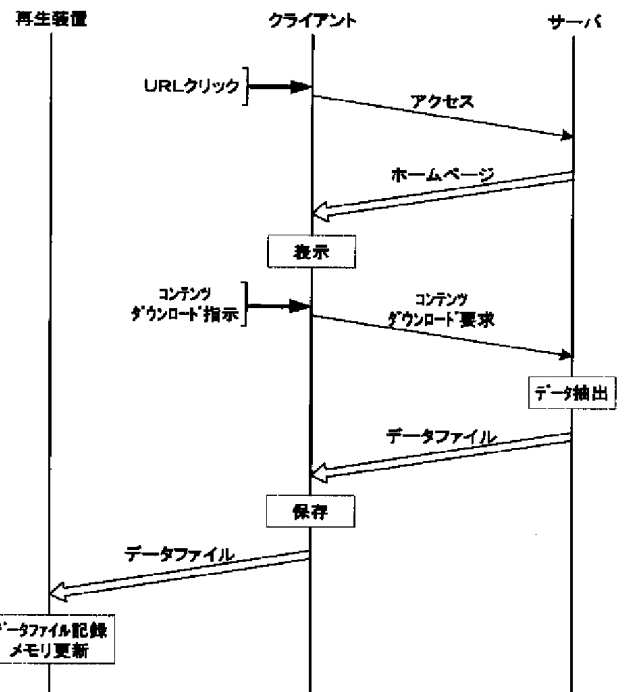 再生装置
クライアント
サーバ
URLクリック
アクセス
ホームページ
表示
コンテンツ
ダウンロード指示
コンテンツ
ダウンロード要求
データ抽出
データファイル
保存
データファイル
データファイル記録
メモリ更新